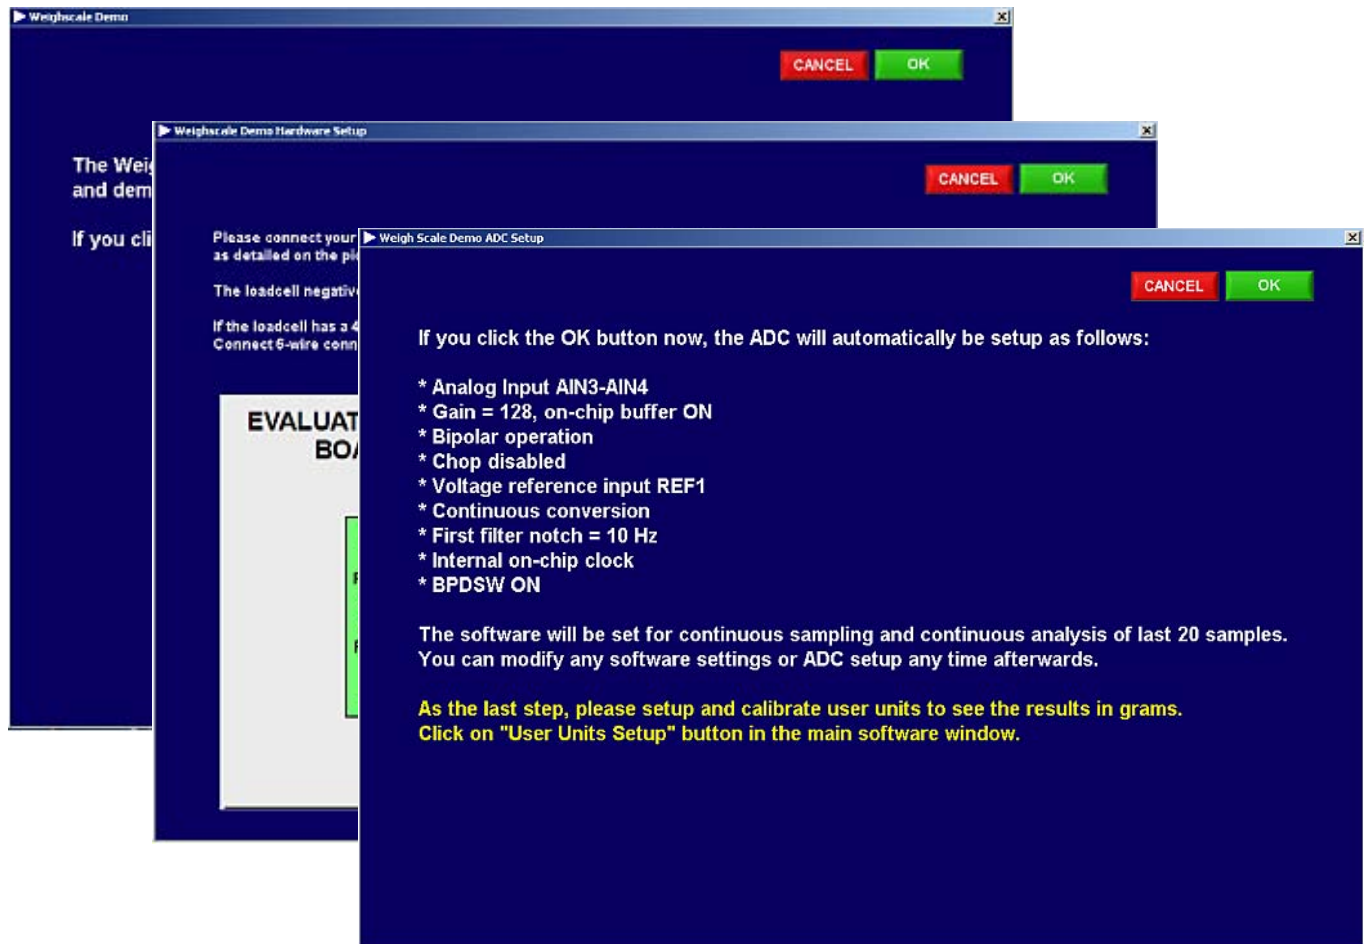 Weighscale Demo
CANCEL OK
The Weig
and dem
If you cli
Weighscale Demo Hardware Setup
CANCEL OK
Please connect your
as detailed on the pi
The loadcell negativ
If the loadcell has a 4
Connect 6-wire conn
EVALUAT
BOA
Weigh Scale Demo ADC Setup
CANCEL OK
If you click the OK button now, the ADC will automatically be setup as follows:
* Analog Input AIN3-AIN4
* Gain = 128, on-chip buffer ON
* Bipolar operation
* Chop disabled
* Voltage reference input REF1
* Continuous conversion
* First filter notch = 10 Hz
* Internal on-chip clock
* BPDSW ON
The software will be set for continuous sampling and continuous analysis of last 20 samples.
You can modify any software settings or ADC setup any time afterwards.
As the last step, please setup and calibrate user units to see the results in grams.
Click on "User Units Setup" button in the main software window.